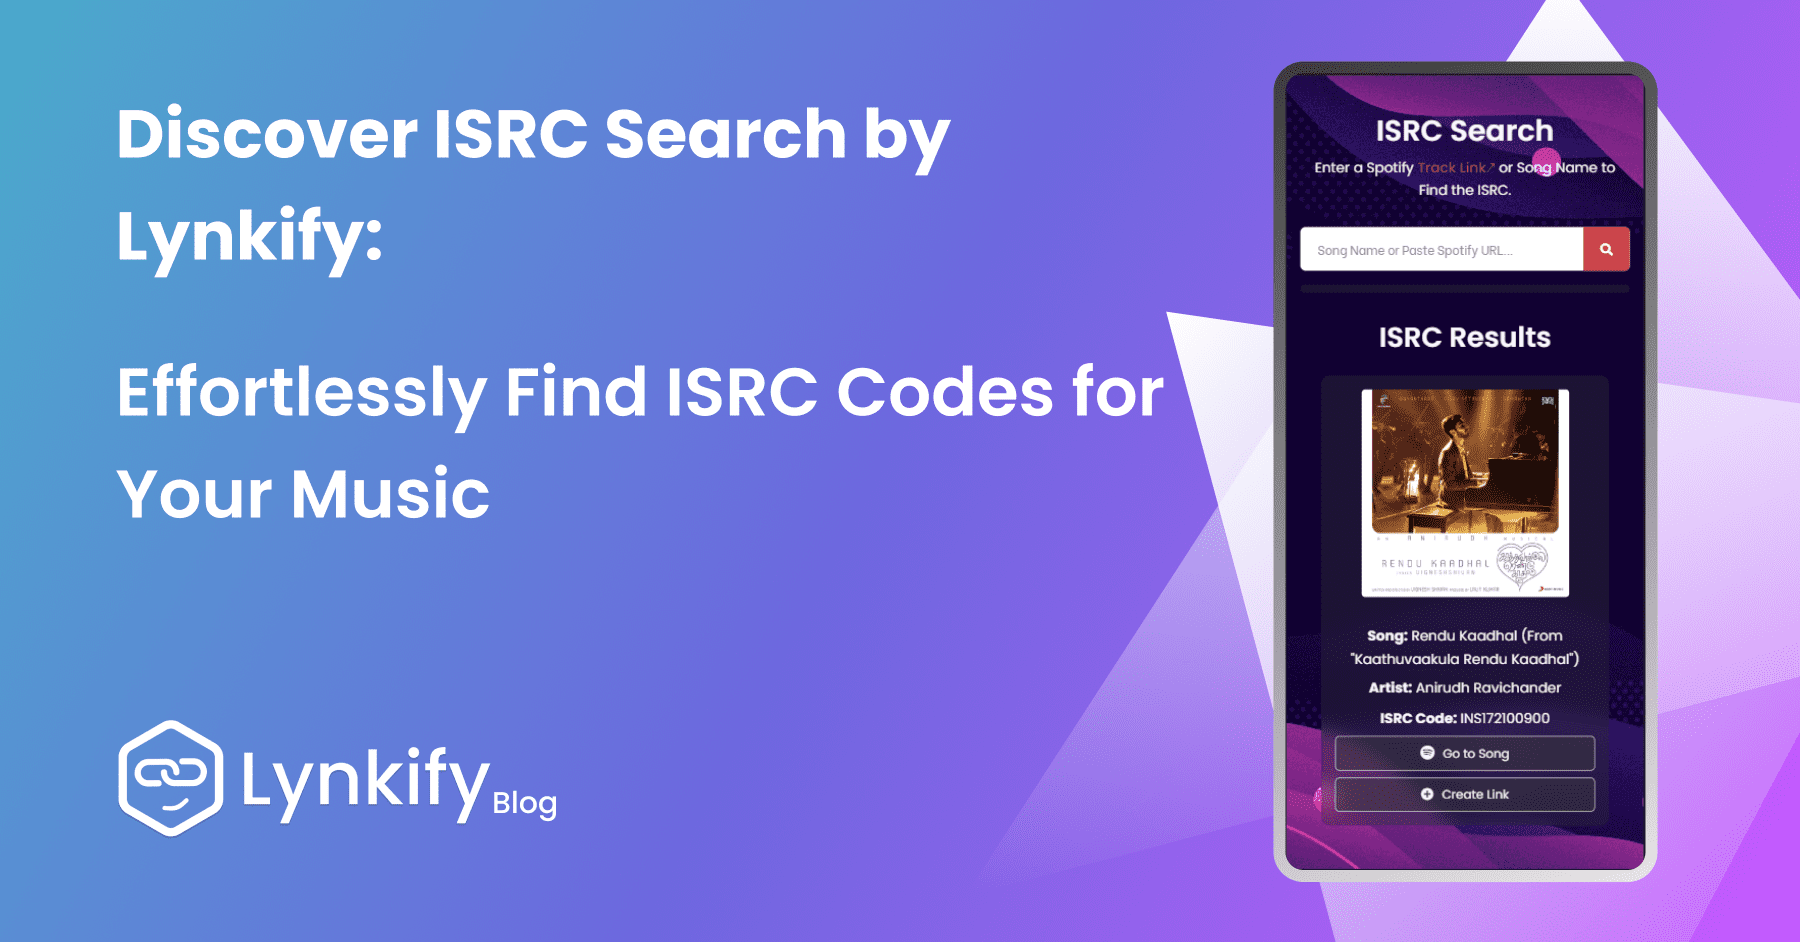 Discover ISRC Search by
Lynkify:
Effortlessly Find ISRC Codes for
Your Music
Lynkify Blog
ISRC Search
Enter a Spotify Track Link↗ or Song Name to
Find the ISRC.
Song Name or Paste Spotify URL...
ISRC Results
ANIRUDH MUSICAL
RENDU KAADHAL
Song: Rendu Kaadhal (From
"Kaathuvaakula Rendu Kaadhal")
Artist: Anirudh Ravichander
ISRC Code: INS172100900
Go to Song
Create Link